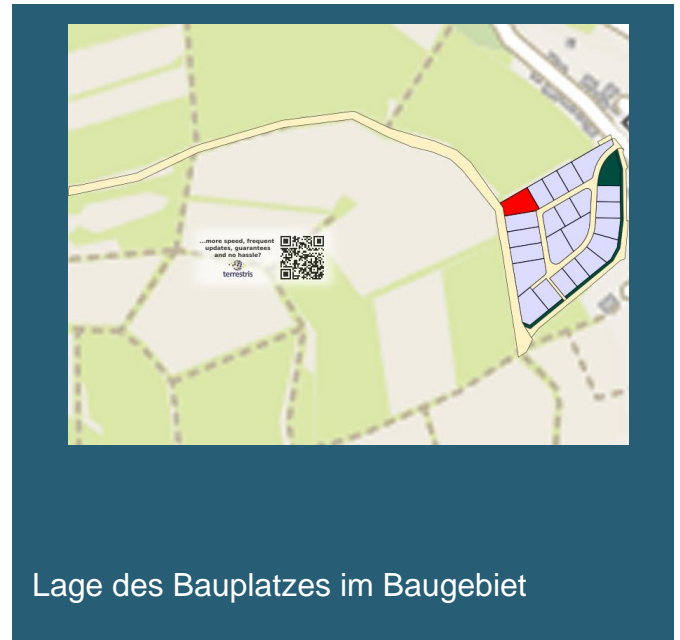 ...more speed, frequent
updates, guarantees
and no hassle?
terrestris
Lage des Bauplatzes im Baugebiet